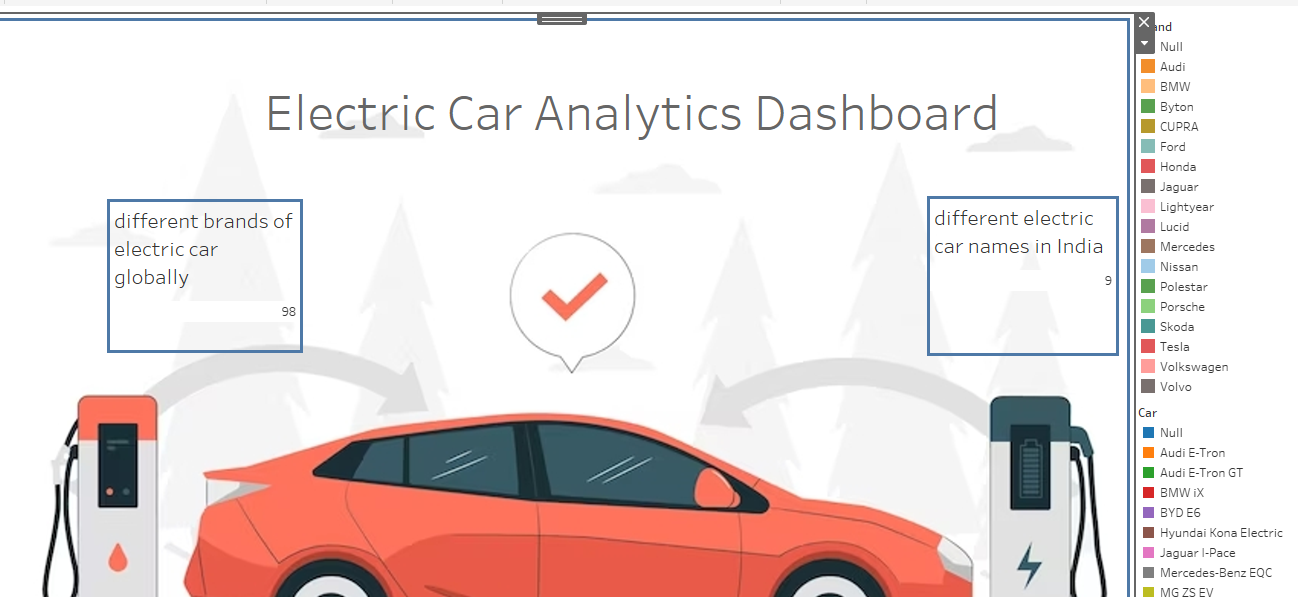 Electric Car Analytics Dashboard
different brands of
electric car
globally
98
different electric
car names in India
9
Null
Audi
BMW
Byton
CUPRA
Ford
Honda
Jaguar
Lightyear
Lucid
Mercedes
Nissan
Polestar
Porsche
Skoda
Tesla
Volkswagen
Volvo
Car
Null
Audi E-Tron
Audi E-Tron GT
BMW iX
BYD E6
Hyundai Kona Electric
Jaguar I-Pace
Mercedes-Benz EQC
MG ZS EV